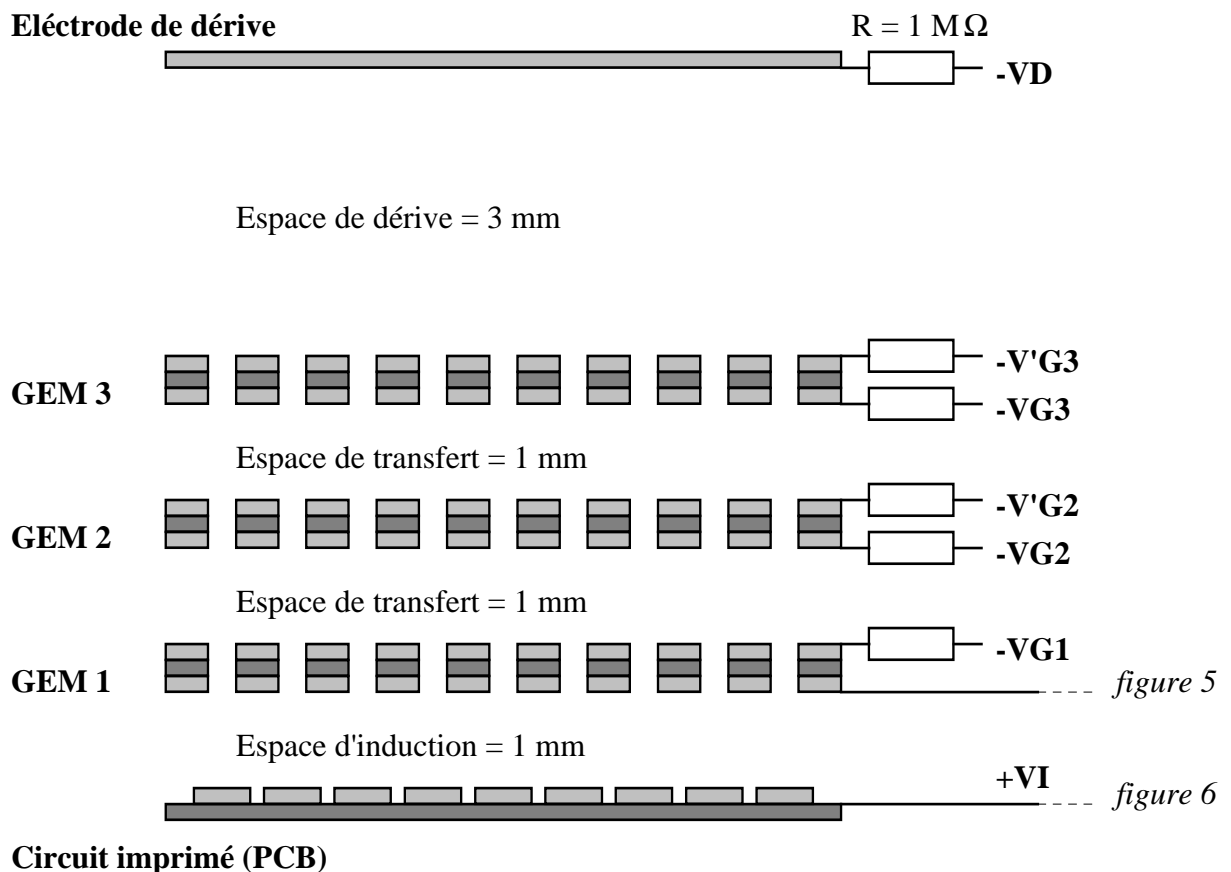 Eléctrode de dérive
R = 1 MΩ
-VD
Espace de dérive = 3 mm
-V'G3
GEM 3
-VG3
Espace de transfert = 1 mm
-V'G2
GEM 2
-VG2
Espace de transfert = 1 mm
-VG1
GEM 1
figure 5
Espace d'induction = 1 mm
+VI
figure 6
Circuit imprimé (PCB)